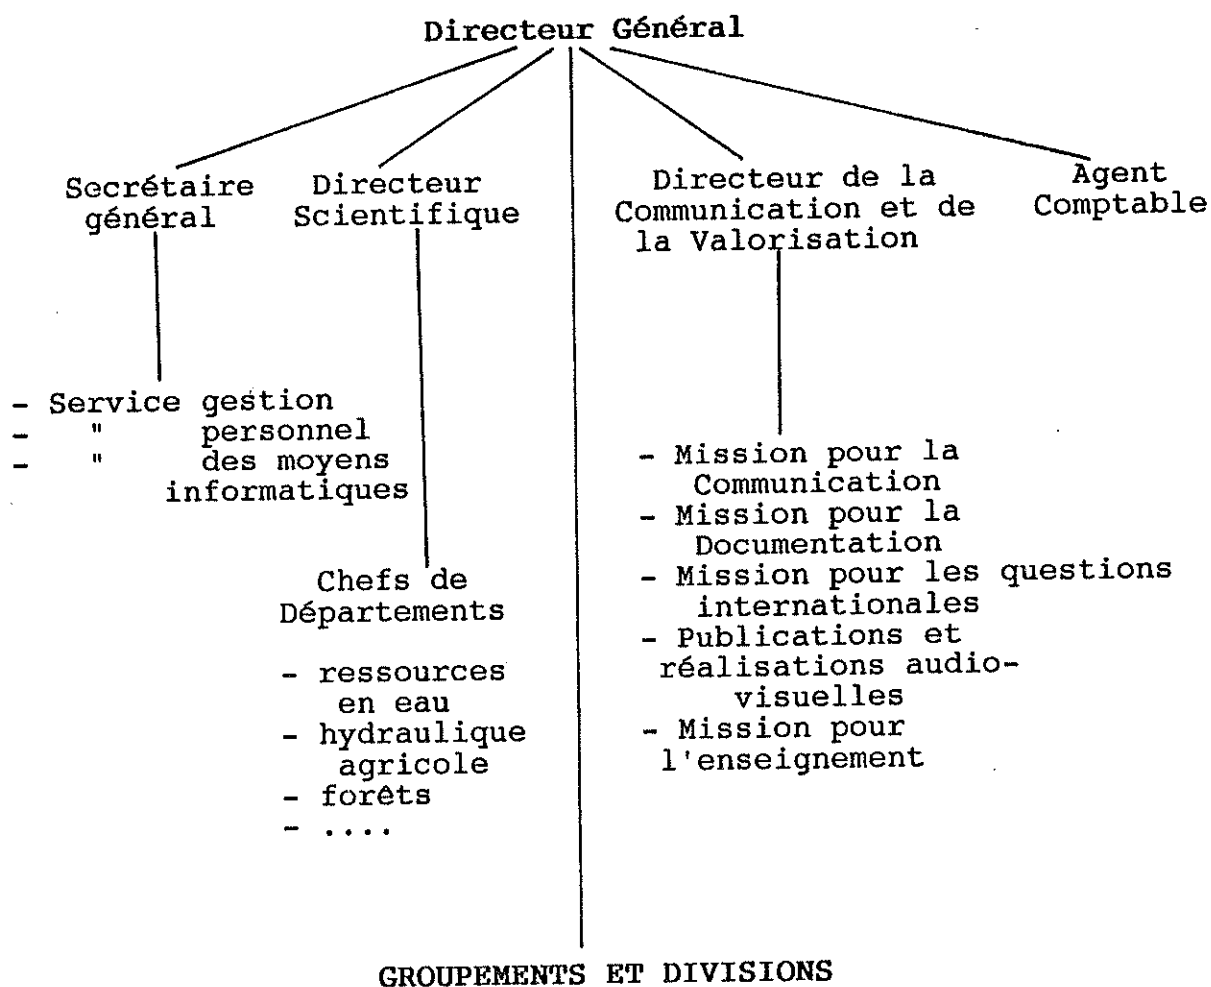 Directeur Général
Secrétaire
général
Directeur
Scientifique
Directeur de la
Communication et de
la Valorisation
Agent
Comptable
- Service gestion
- " personnel
- " des moyens
informatiques
Chefs de
Départements
- ressources
en eau
- hydraulique
agricole
- forêts
- ....
- Mission pour la
Communication
- Mission pour la
Documentation
- Mission pour les questions
internationales
- Publications et
réalisations audio-
visuelles
- Mission pour
l'enseignement
GROUPEMENTS ET DIVISIONS